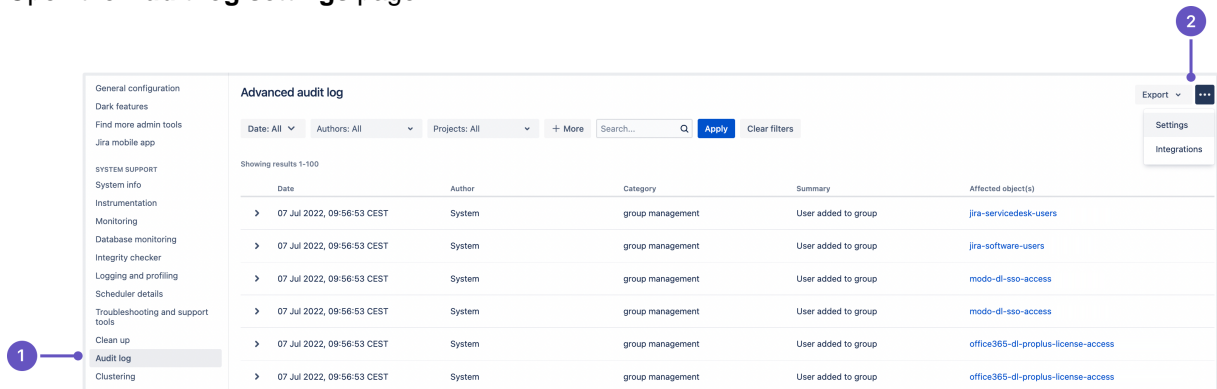 2
General configuration
Dark features
Find more admin tools
Jira mobile app
SYSTEM SUPPORT
System info
Instrumentation
Monitoring
Database monitoring
Integrity checker
Logging and profiling
Scheduler details
Troubleshooting and support
tools
Clean up
1
Audit log
Clustering
Advanced audit log
Export
Settings
Integrations
Date: All Authors: All Projects: All + More Search... Apply Clear filters
Showing results 1-100
Date Author Category Summary Affected object(s)
07 Jul 2022, 09:56:53 CEST System group management User added to group jira-servicedesk-users
07 Jul 2022, 09:56:53 CEST System group management User added to group jira-software-users
07 Jul 2022, 09:56:53 CEST System group management User added to group modo-dl-sso-access
07 Jul 2022, 09:56:53 CEST System group management User added to group modo-dl-sso-access
07 Jul 2022, 09:56:53 CEST System group management User added to group office365-dl-proplus-license-access
07 Jul 2022, 09:56:53 CEST System group management User added to group office365-dl-proplus-license-access